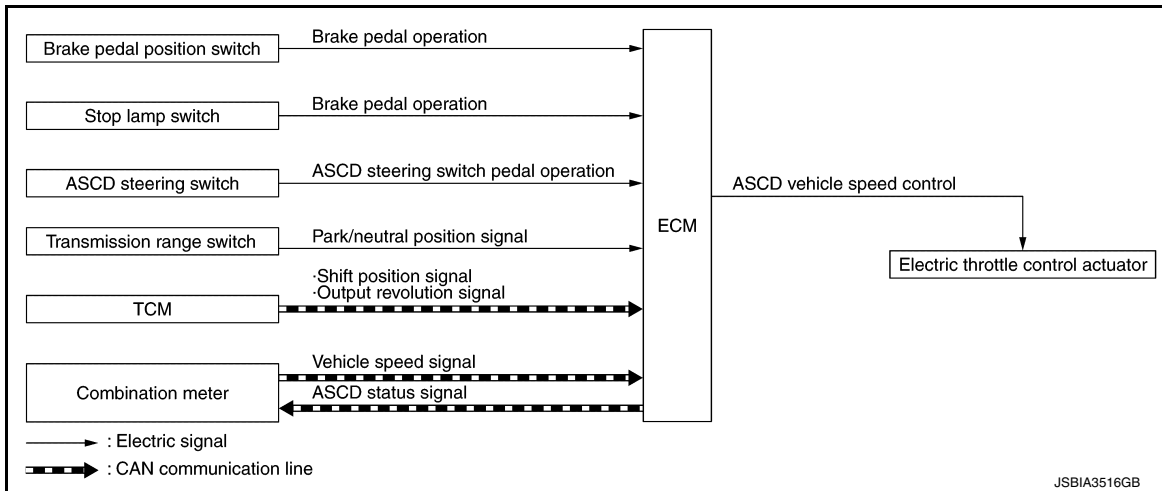 Brake pedal position switch
Brake pedal operation
Stop lamp switch
Brake pedal operation
ASCD steering switch
ASCD steering switch pedal operation
Transmission range switch
Park/neutral position signal
TCM
·Shift position signal
·Output revolution signal
Combination meter
Vehicle speed signal
ASCD status signal
ECM
ASCD vehicle speed control
Electric throttle control actuator
: Electric signal
: CAN communication line
JSBIA3516GB